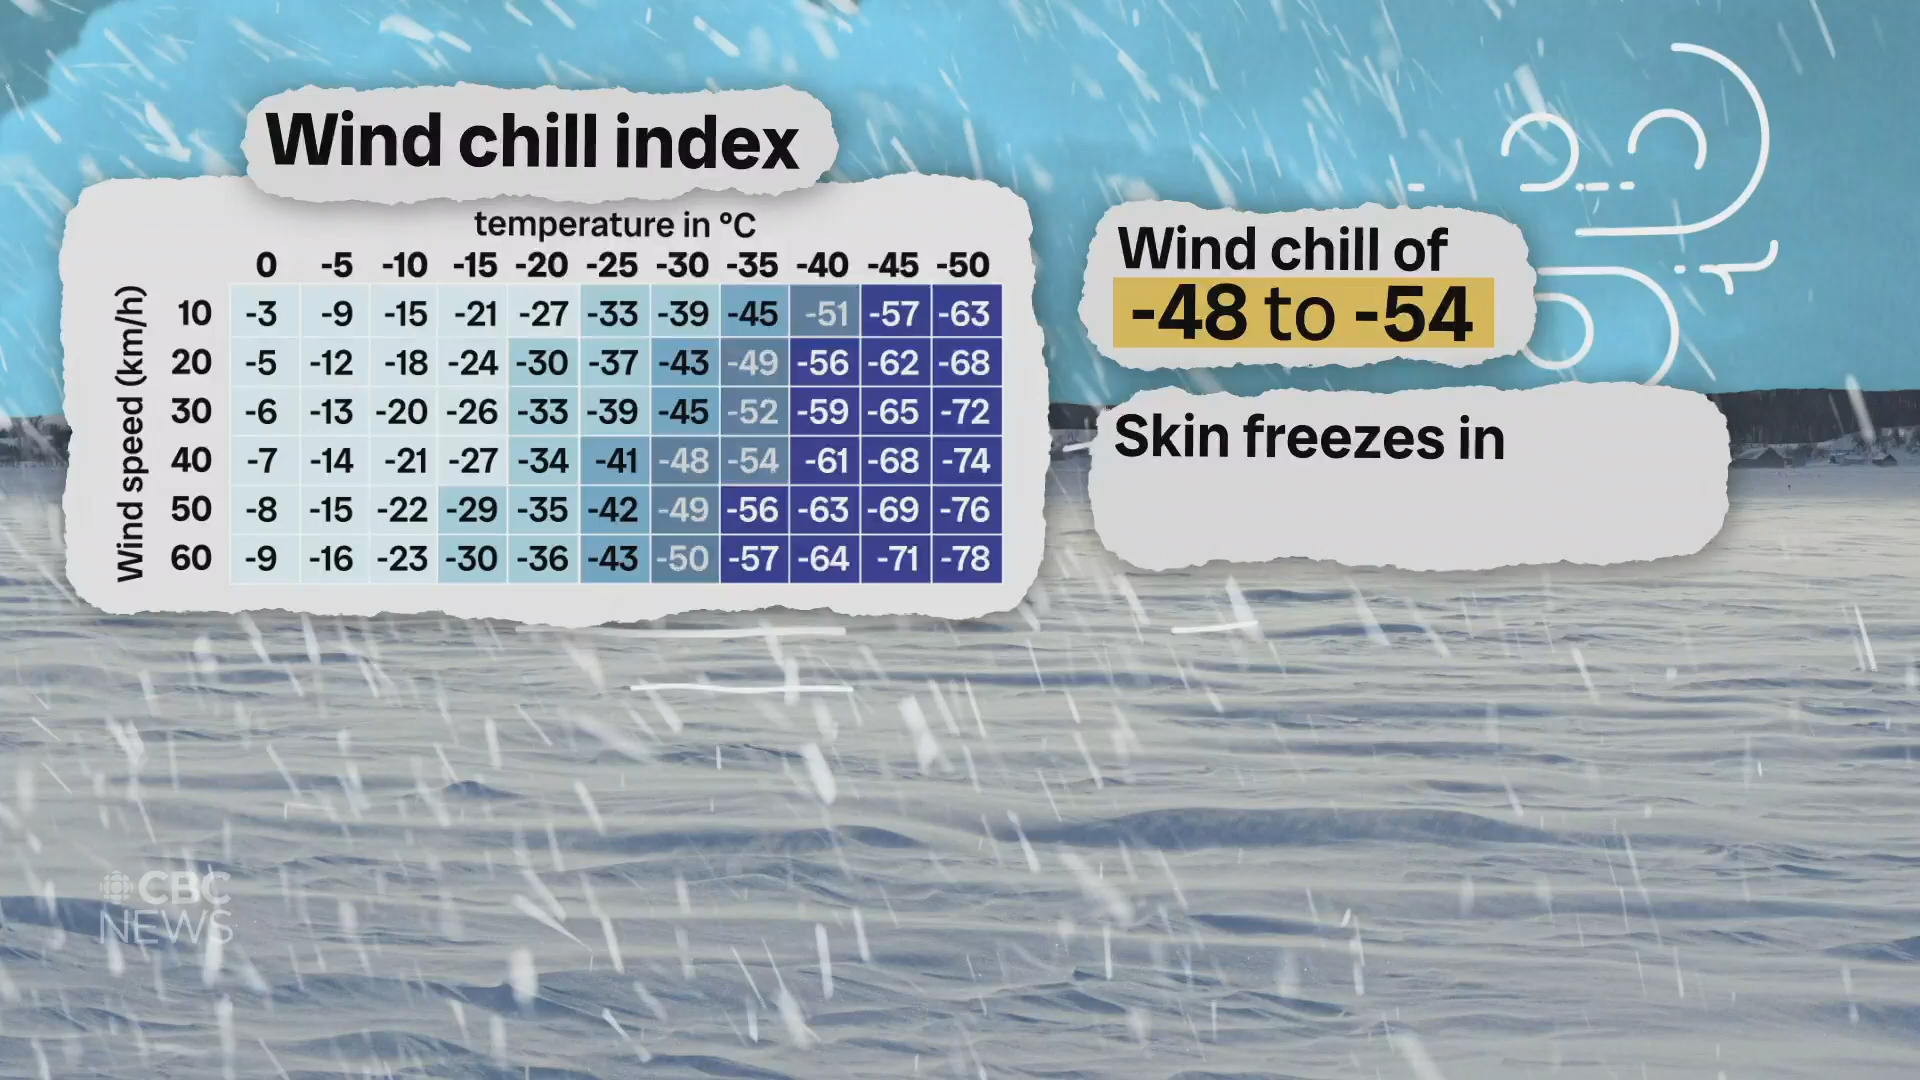 Wind chill index
temperature in °C
0 -5 -10 -15 -20 -25 -30 -35 -40 -45 -50
Wind speed (km/h)
10 -3 -9 -15 -21 -27 -33 -39 -45 -51 -57 -63
20 -5 -12 -18 -24 -30 -37 -43 -49 -56 -62 -68
30 -6 -13 -20 -26 -33 -39 -45 -52 -59 -65 -72
40 -7 -14 -21 -27 -34 -41 -48 -54 -61 -68 -74
50 -8 -15 -22 -29 -35 -42 -49 -56 -63 -69 -76
60 -9 -16 -23 -30 -36 -43 -50 -57 -64 -71 -78
Wind chill of
-48 to -54
Skin freezes in
CBC
NEWS